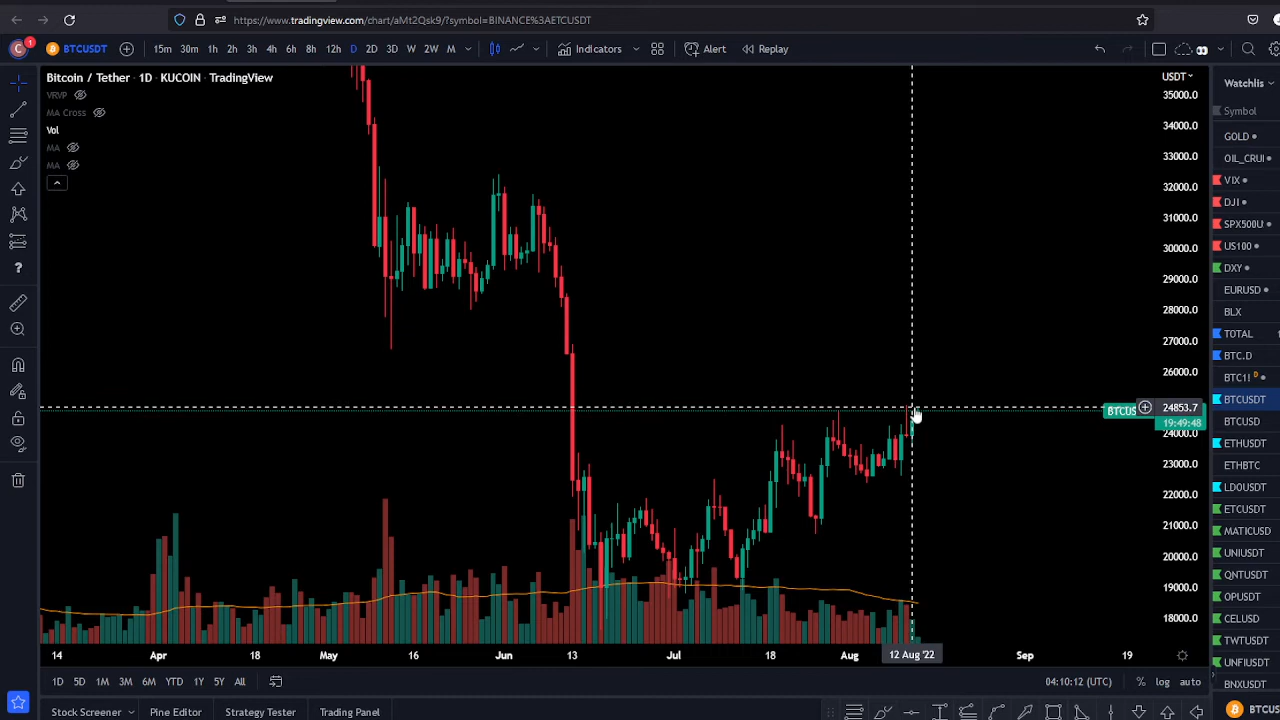 https://www.tradingview.com/chart/aMt2Qsk9/?symbol=BINANCE%3AETCUSDT
C 1 BTCUSDT 15m 30m 1h 2h 3h 4h 6h 8h 12h D 2D 3D W 2W M Indicators Alert Replay
Bitcoin / Tether · 1D · KUCOIN · TradingView
VRVP
MA Cross
Vol
MA
MA
USDT
35000.0
34000.0
33000.0
32000.0
31000.0
30000.0
29000.0
28000.0
27000.0
26000.0
BTCUS 24853.7
19:49:48
24000.0
23000.0
22000.0
21000.0
20000.0
19000.0
18000.0
14 Apr 18 May 16 Jun 13 Jul 18 Aug 12 Aug '22 Sep 19
Watchlis
Symbol
GOLD
OIL_CRUI
VIX
DJI
SPX500U
US100
DXY
EURUSD
BLX
TOTAL 1
BTC.D
BTC1! D
BTCUSDT
BTCUSD
ETHUSDT
ETHBTC
LDOUSDT
ETCUSDT
MATICUSD
UNIUSDT
QNTUSDT
OPUSDT
CELUSD
TWTUSDT
UNFIUSDT
BNXUSDT
1D 5D 1M 3M 6M YTD 1Y 5Y All 04:10:12 (UTC) % log auto
Stock Screener Pine Editor Strategy Tester Trading Panel BTCUS